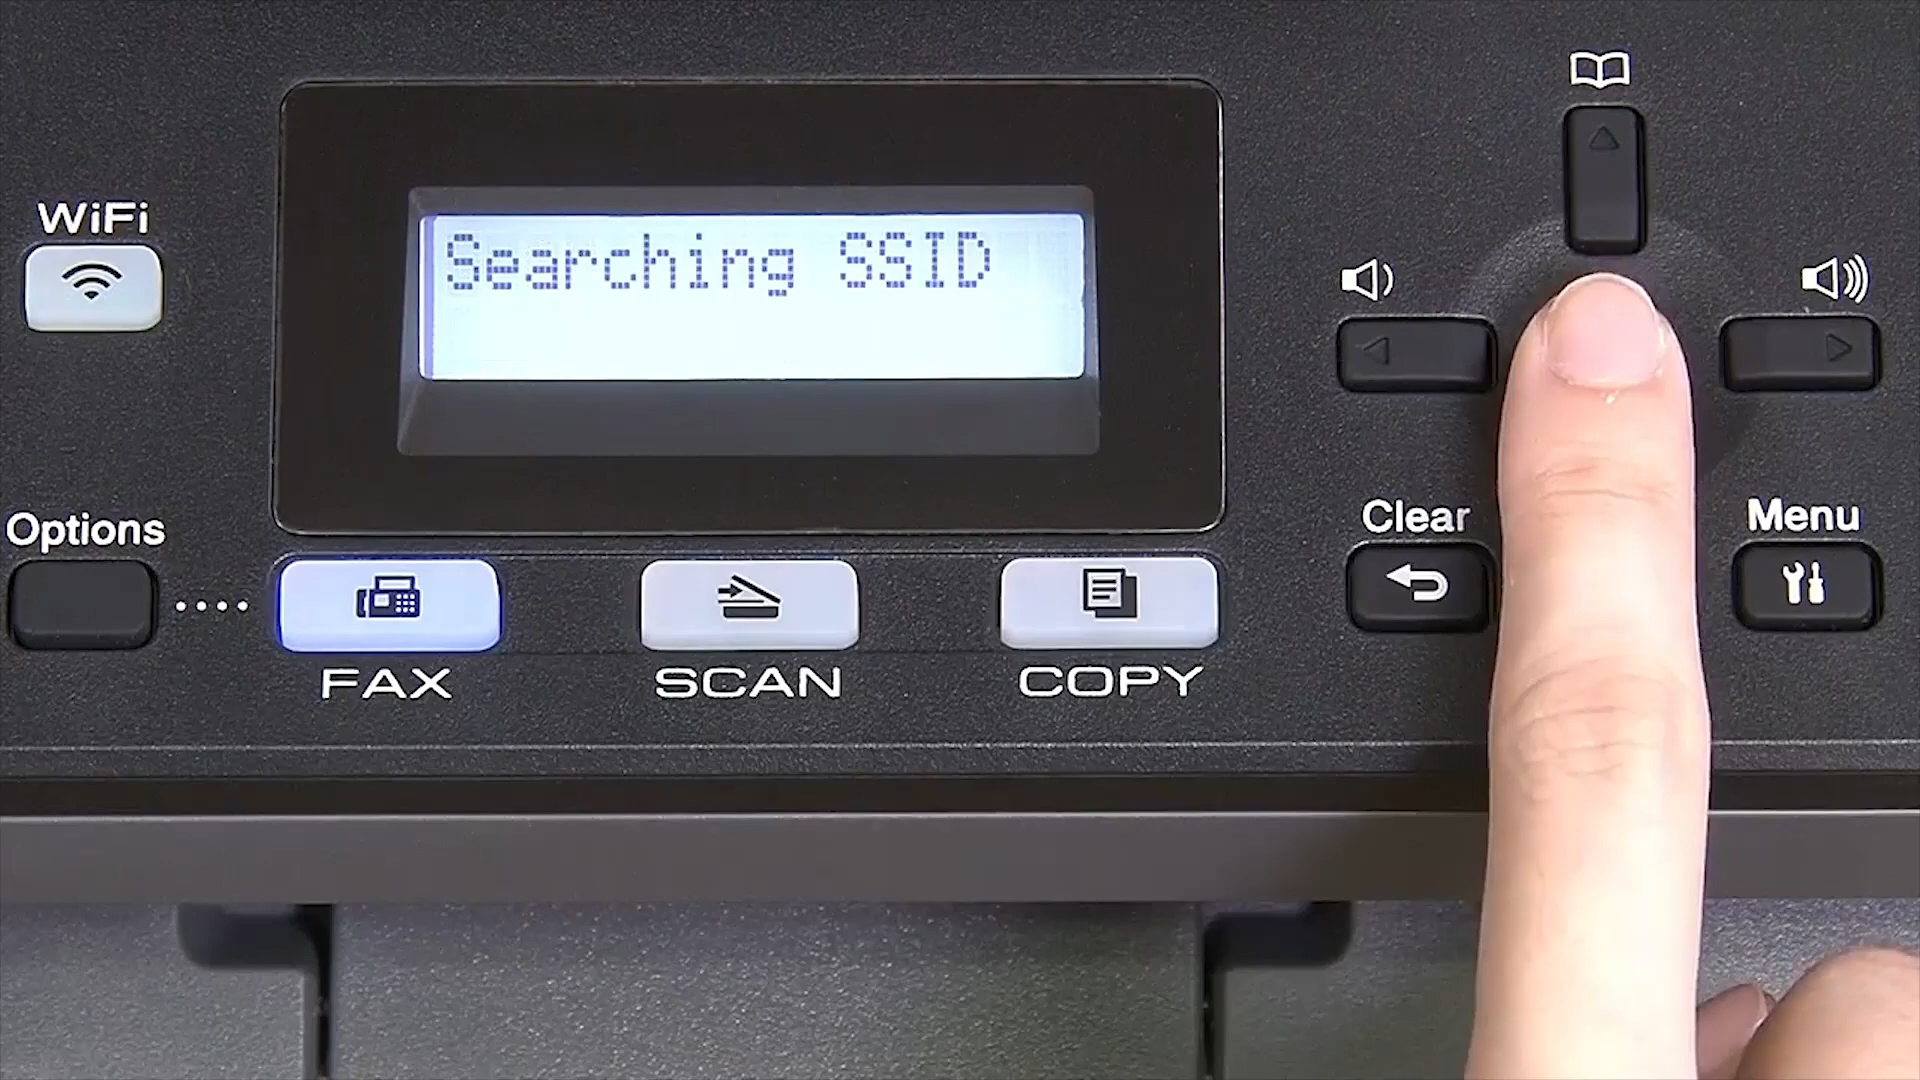 WiFi
Searching SSID
Options
Clear
Menu
FAX
SCAN
COPY